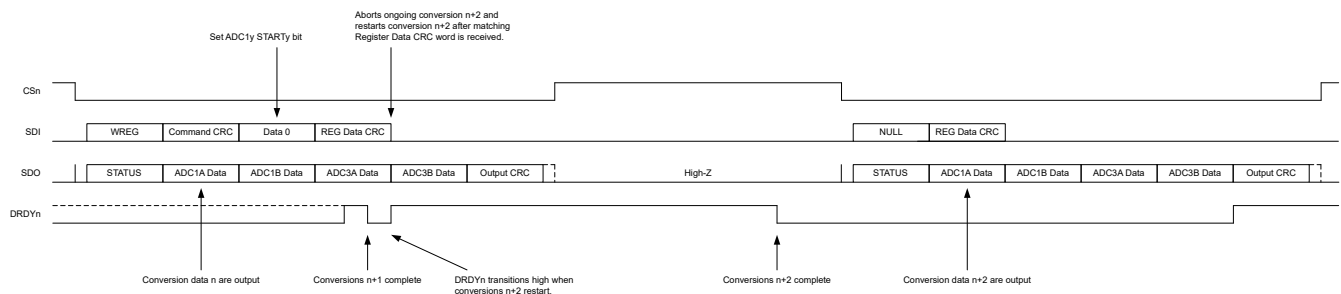 Aborts ongoing conversion n+2 and
restarts conversion n+2 after matching
Register Data CRC word is received.
Set ADC1y STARTy bit
CSn
SDI
WREG
Command CRC
Data 0
REG Data CRC
NULL
REG Data CRC
SDO
STATUS
ADC1A Data
ADC1B Data
ADC3A Data
ADC3B Data
Output CRC
High-Z
STATUS
ADC1A Data
ADC1B Data
ADC3A Data
ADC3B Data
Output CRC
DRDYn
Conversion data n are output
Conversions n+1 complete
DRDYn transitions high when
conversions n+2 restart.
Conversions n+2 complete
Conversion data n+2 are output